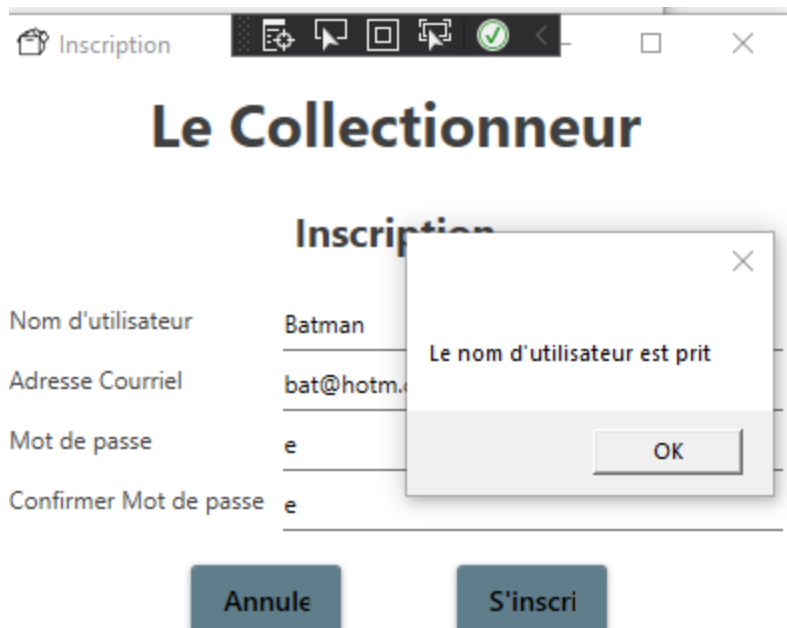 Inscription
Le Collectionneur
Inscription
Nom d'utilisateur
Batman
Le nom d'utilisateur est prit
Adresse Courriel
bat@hotm.
Mot de passe
e
OK
Confirmer Mot de passe
e
Annule
S'inscri